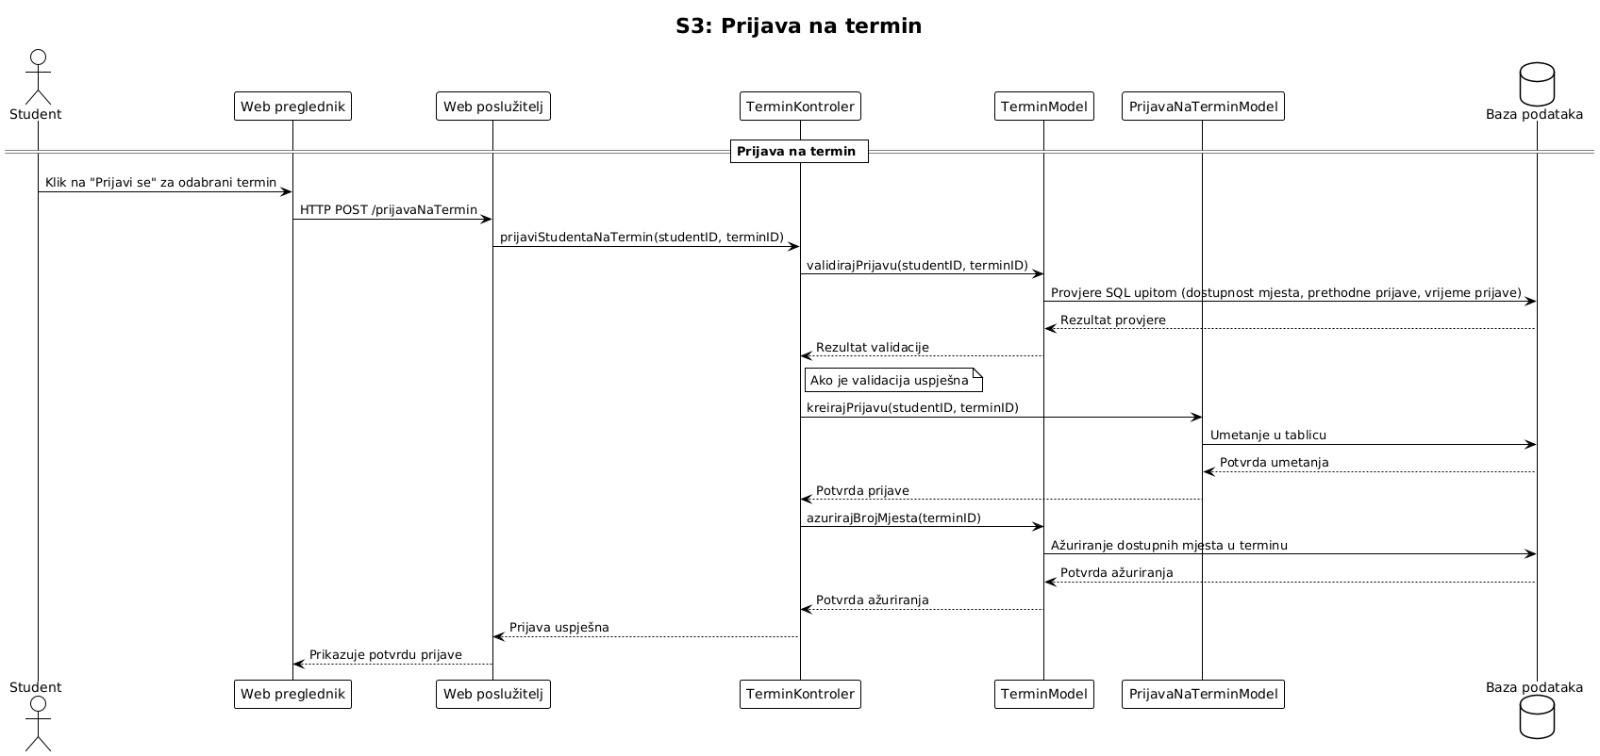 S3: Prijava na termin
Student
Web preglednik
Web poslužitelj
TerminKontroler
TerminModel
PrijavaNaTerminModel
Baza podataka
Prijava na termin
Klik na "Prijavi se" za odabrani termin
HTTP POST /prijavaNaTermin
prijaviStudentaNaTermin(studentID, terminID)
validirajPrijavu(studentID, terminID)
Provjere SQL upitom (dostupnost mjesta, prethodne prijave, vrijeme prijave)
Rezultat provjere
Rezultat validacije
Ako je validacija uspješna
kreirajPrijavu(studentID, terminID)
Umetanje u tablicu
Potvrda umetanja
Potvrda prijave
azurirajBrojMjesta(terminID)
Ažuriranje dostupnih mjesta u terminu
Potvrda ažuriranja
Potvrda ažuriranja
Prijava uspješna
Prikazuje potvrdu prijave
Student
Web preglednik
Web poslužitelj
TerminKontroler
TerminModel
PrijavaNaTerminModel
Baza podataka